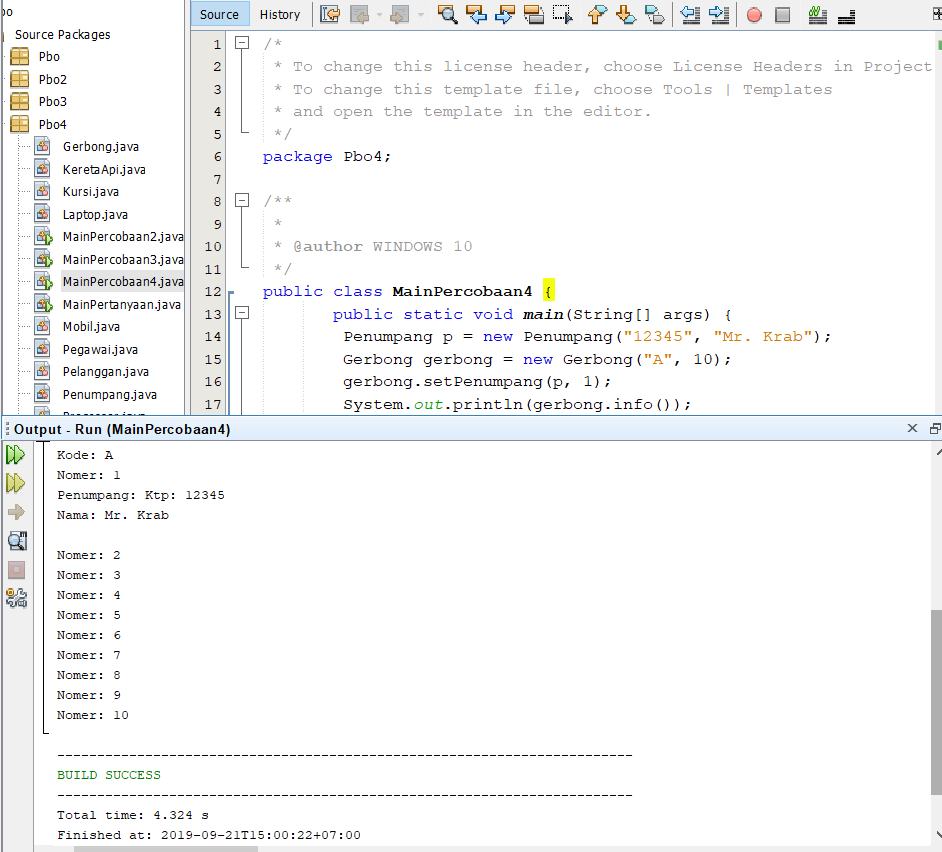 Source Packages
Pbo
Pbo2
Pbo3
Pbo4
Gerbong.java
KeretaApi.java
Kursi.java
Laptop.java
MainPercobaan2.java
MainPercobaan3.java
MainPercobaan4.java
MainPertanyaan.java
Mobil.java
Pegawai.java
Pelanggan.java
Penumpang.java
Source History
1 /*
2 * To change this license header, choose License Headers in Project
3 * To change this template file, choose Tools | Templates
4 * and open the template in the editor.
5 */
6 package Pbo4;
7
8 /**
9 *
10 * @author WINDOWS 10
11 */
12 public class MainPercobaan4 {
13 public static void main(String[] args) {
14 Penumpang p = new Penumpang("12345", "Mr. Krab");
15 Gerbong gerbong = new Gerbong("A", 10);
16 gerbong.setPenumpang(p, 1);
17 System.out.println(gerbong.info());
Output - Run (MainPercobaan4)
Kode: A
Nomer: 1
Penumpang: Ktp: 12345
Nama: Mr. Krab
Nomer: 2
Nomer: 3
Nomer: 4
Nomer: 5
Nomer: 6
Nomer: 7
Nomer: 8
Nomer: 9
Nomer: 10
------------------------------------------------------------------------
BUILD SUCCESS
------------------------------------------------------------------------
Total time: 4.324 s
Finished at: 2019-09-21T15:00:22+07:00